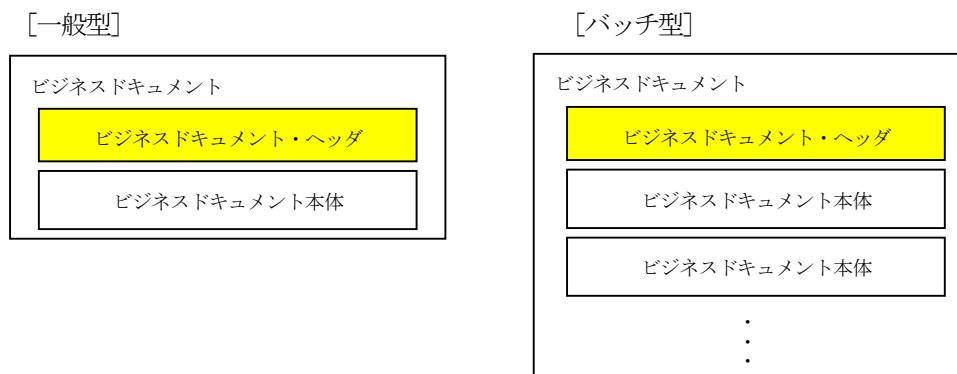 [一般型]
ビジネスドキュメント
ビジネスドキュメント・ヘッダ
ビジネスドキュメント本体
[バッチ型]
ビジネスドキュメント
ビジネスドキュメント・ヘッダ
ビジネスドキュメント本体
ビジネスドキュメント本体
・
・
・